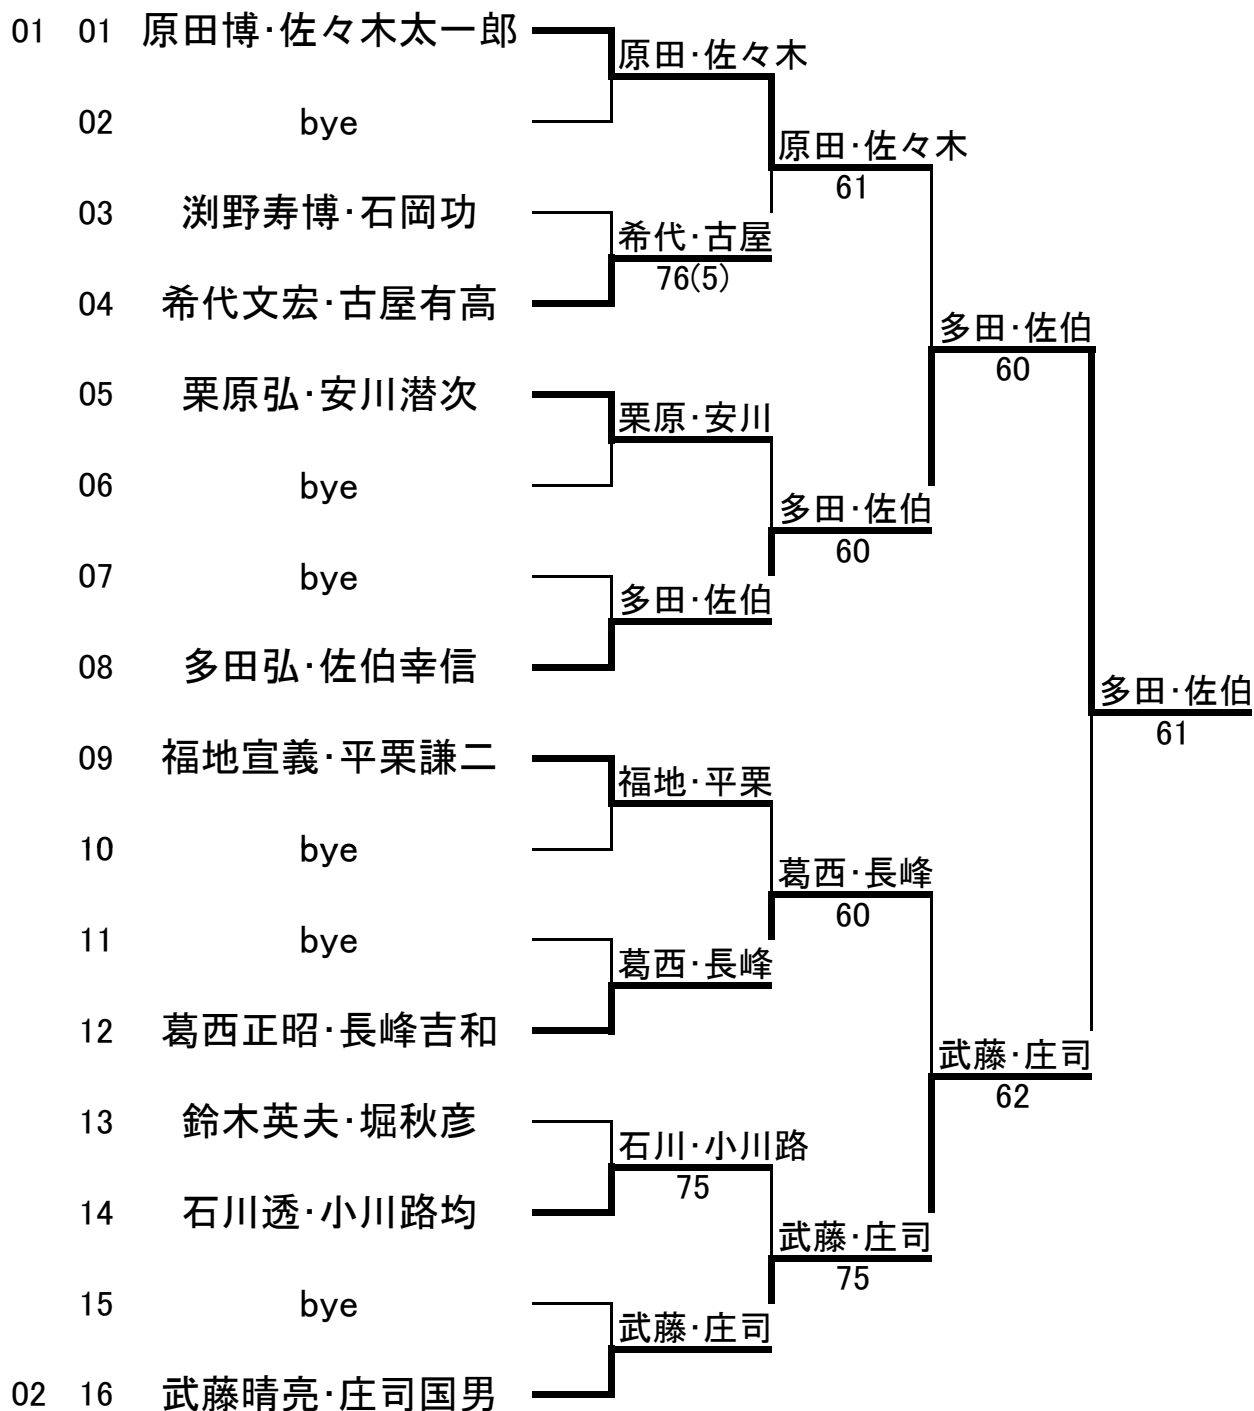 01 01 原田博･佐々木太一郎
原田･佐々木
02 bye
原田･佐々木
61
03 渕野寿博･石岡功
希代･古屋
76(5)
04 希代文宏･古屋有高
多田･佐伯
60
05 栗原弘･安川潜次
栗原･安川
06 bye
多田･佐伯
60
07 bye
多田･佐伯
08 多田弘･佐伯幸信
多田･佐伯
61
09 福地宣義･平栗謙二
福地･平栗
10 bye
葛西･長峰
60
11 bye
葛西･長峰
12 葛西正昭･長峰吉和
武藤･庄司
62
13 鈴木英夫･堀秋彦
石川･小川路
75
14 石川透･小川路均
武藤･庄司
75
15 bye
武藤･庄司
02 16 武藤晴亮･庄司国男